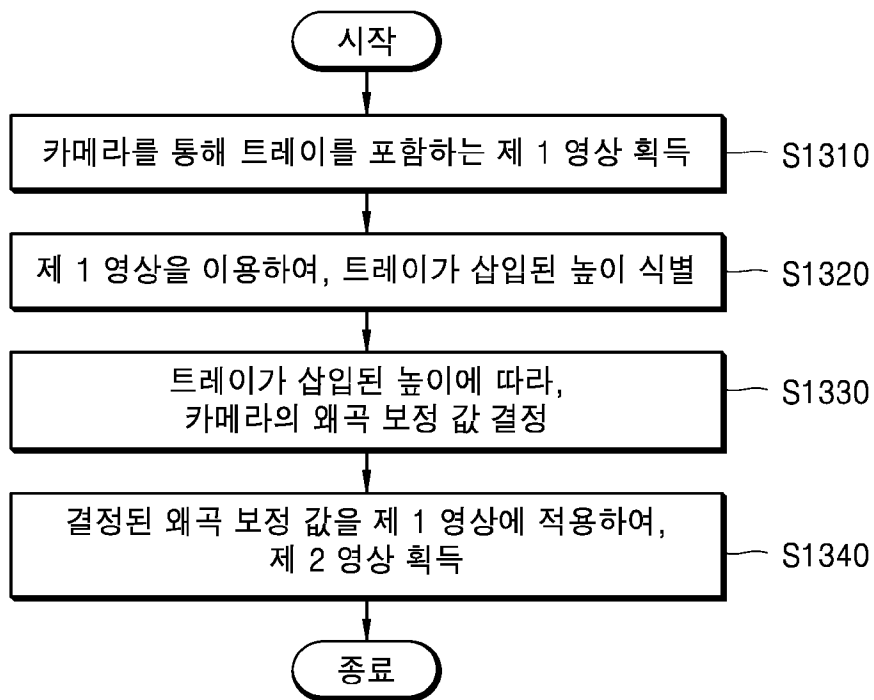 시작
카메라를 통해 트레이를 포함하는 제 1 영상 획득
S1310
제 1 영상을 이용하여, 트레이가 삽입된 높이 식별
S1320
트레이가 삽입된 높이에 따라,
카메라의 왜곡 보정 값 결정
S1330
결정된 왜곡 보정 값을 제 1 영상에 적용하여,
제 2 영상 획득
S1340
종료